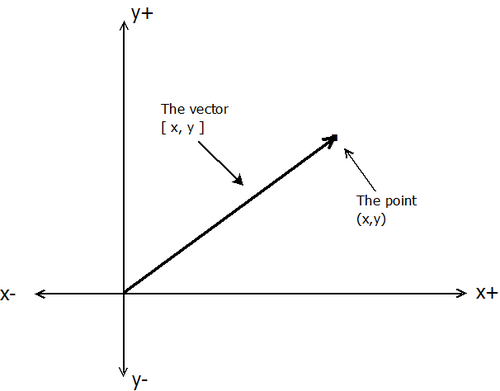 y+
The vector
[ x, y ]
The point
(x,y)
x-
x+
y-